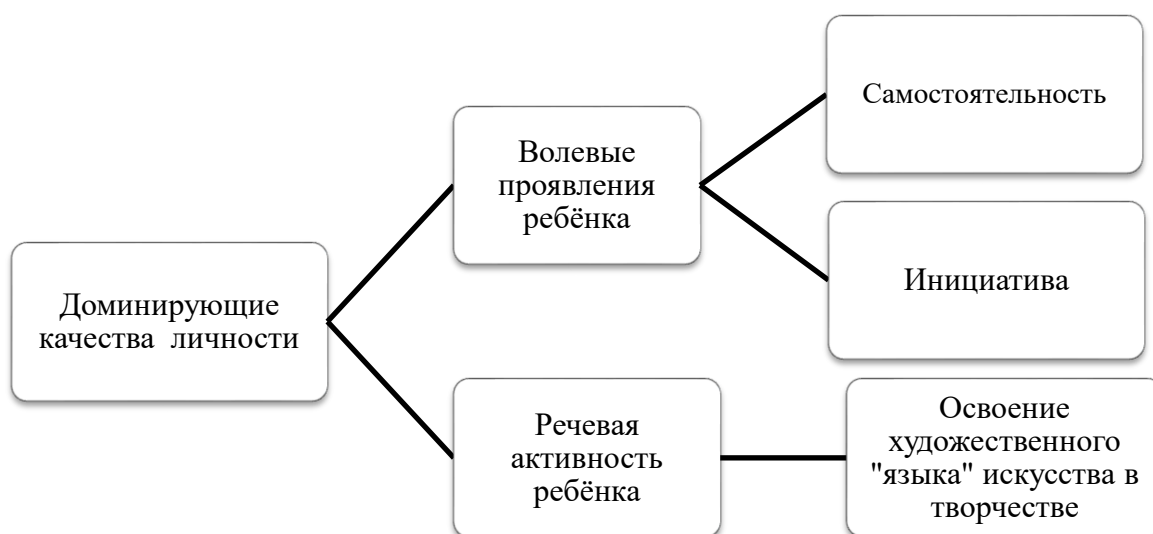 Доминирующие
качества личности
Волевые
проявления
ребёнка
Самостоятельность
Инициатива
Речевая
активность
ребёнка
Освоение
художественного
"языка" искусства в
творчестве